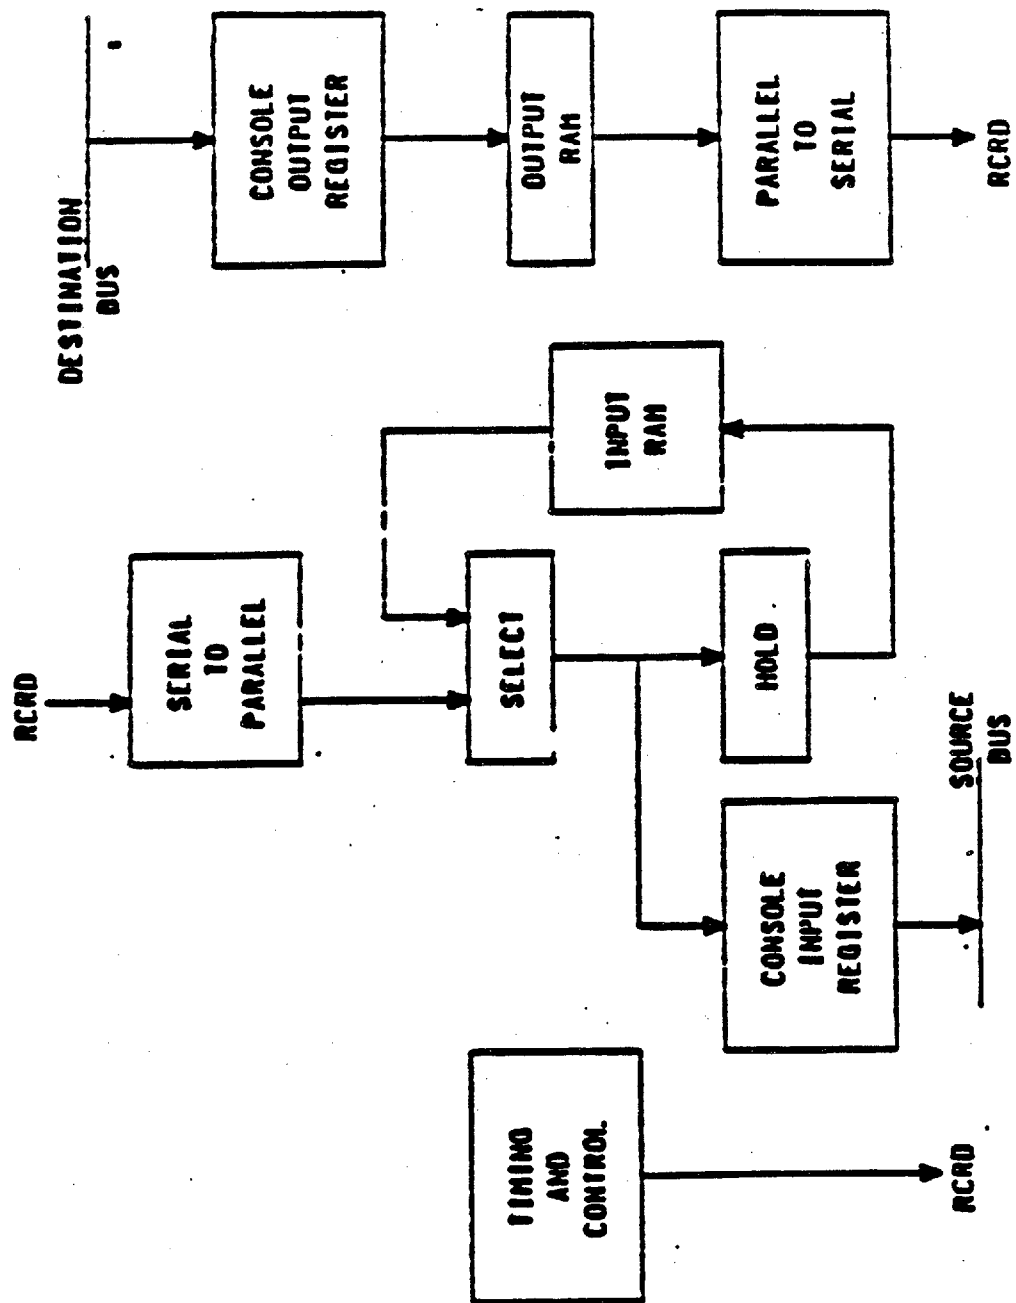 TIMING
AND
CONTROL
RCRD
RCRD
SERIAL
TO
PARALLEL
SELECT
CONSOLE
INPUT
REGISTER
HOLD
SOURCE
BUS
INPUT
RAM
DESTINATION
BUS
CONSOLE
OUTPUT
REGISTER
OUTPUT
RAM
PARALLEL
TO
SERIAL
RCRD